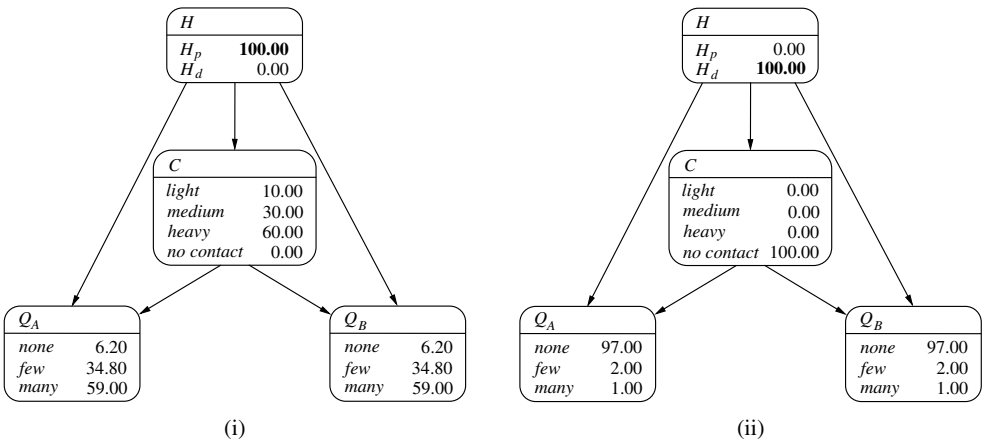 H
H_p 100.00
H_d 0.00
C
light 10.00
medium 30.00
heavy 60.00
no contact 0.00
Q_A
none 6.20
few 34.80
many 59.00
Q_B
none 6.20
few 34.80
many 59.00
(i)
H
H_p 0.00
H_d 100.00
C
light 0.00
medium 0.00
heavy 0.00
no contact 100.00
Q_A
none 97.00
few 2.00
many 1.00
Q_B
none 97.00
few 2.00
many 1.00
(ii)